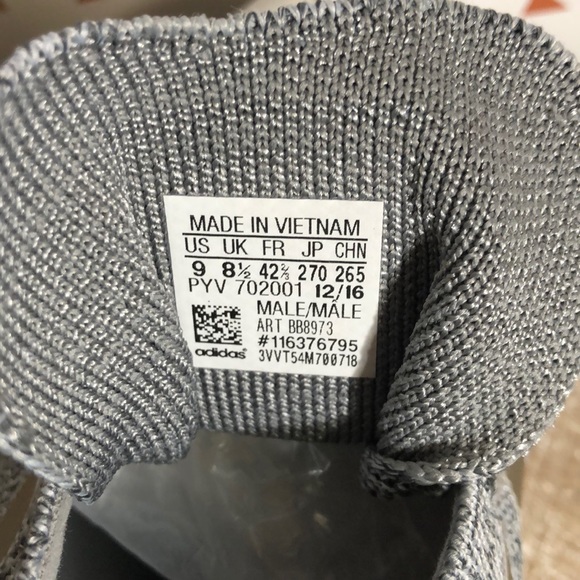 MADE IN VIETNAM
US UK FR JP CHN
9 8½ 42⅔ 270 265
PYV 702001 12/16
MALE/MÂLE
ART BB8973
#116376795
adidas 3VVT54M700718